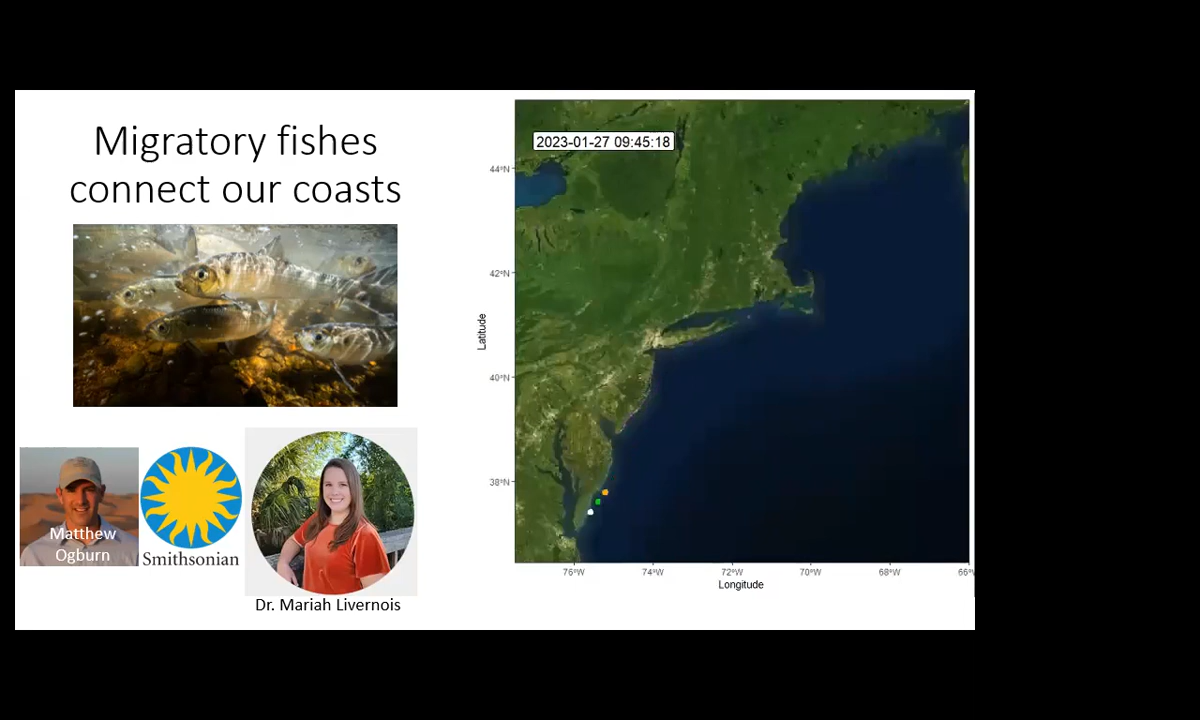 Migratory fishes
connect our coasts
Matthew
Ogburn
Smithsonian
Dr. Mariah Livernois
2023-01-27 09:45:18
44°N
42°N
40°N
38°N
Latitude
76°W
74°W
72°W
70°W
68°W
66°W
Longitude